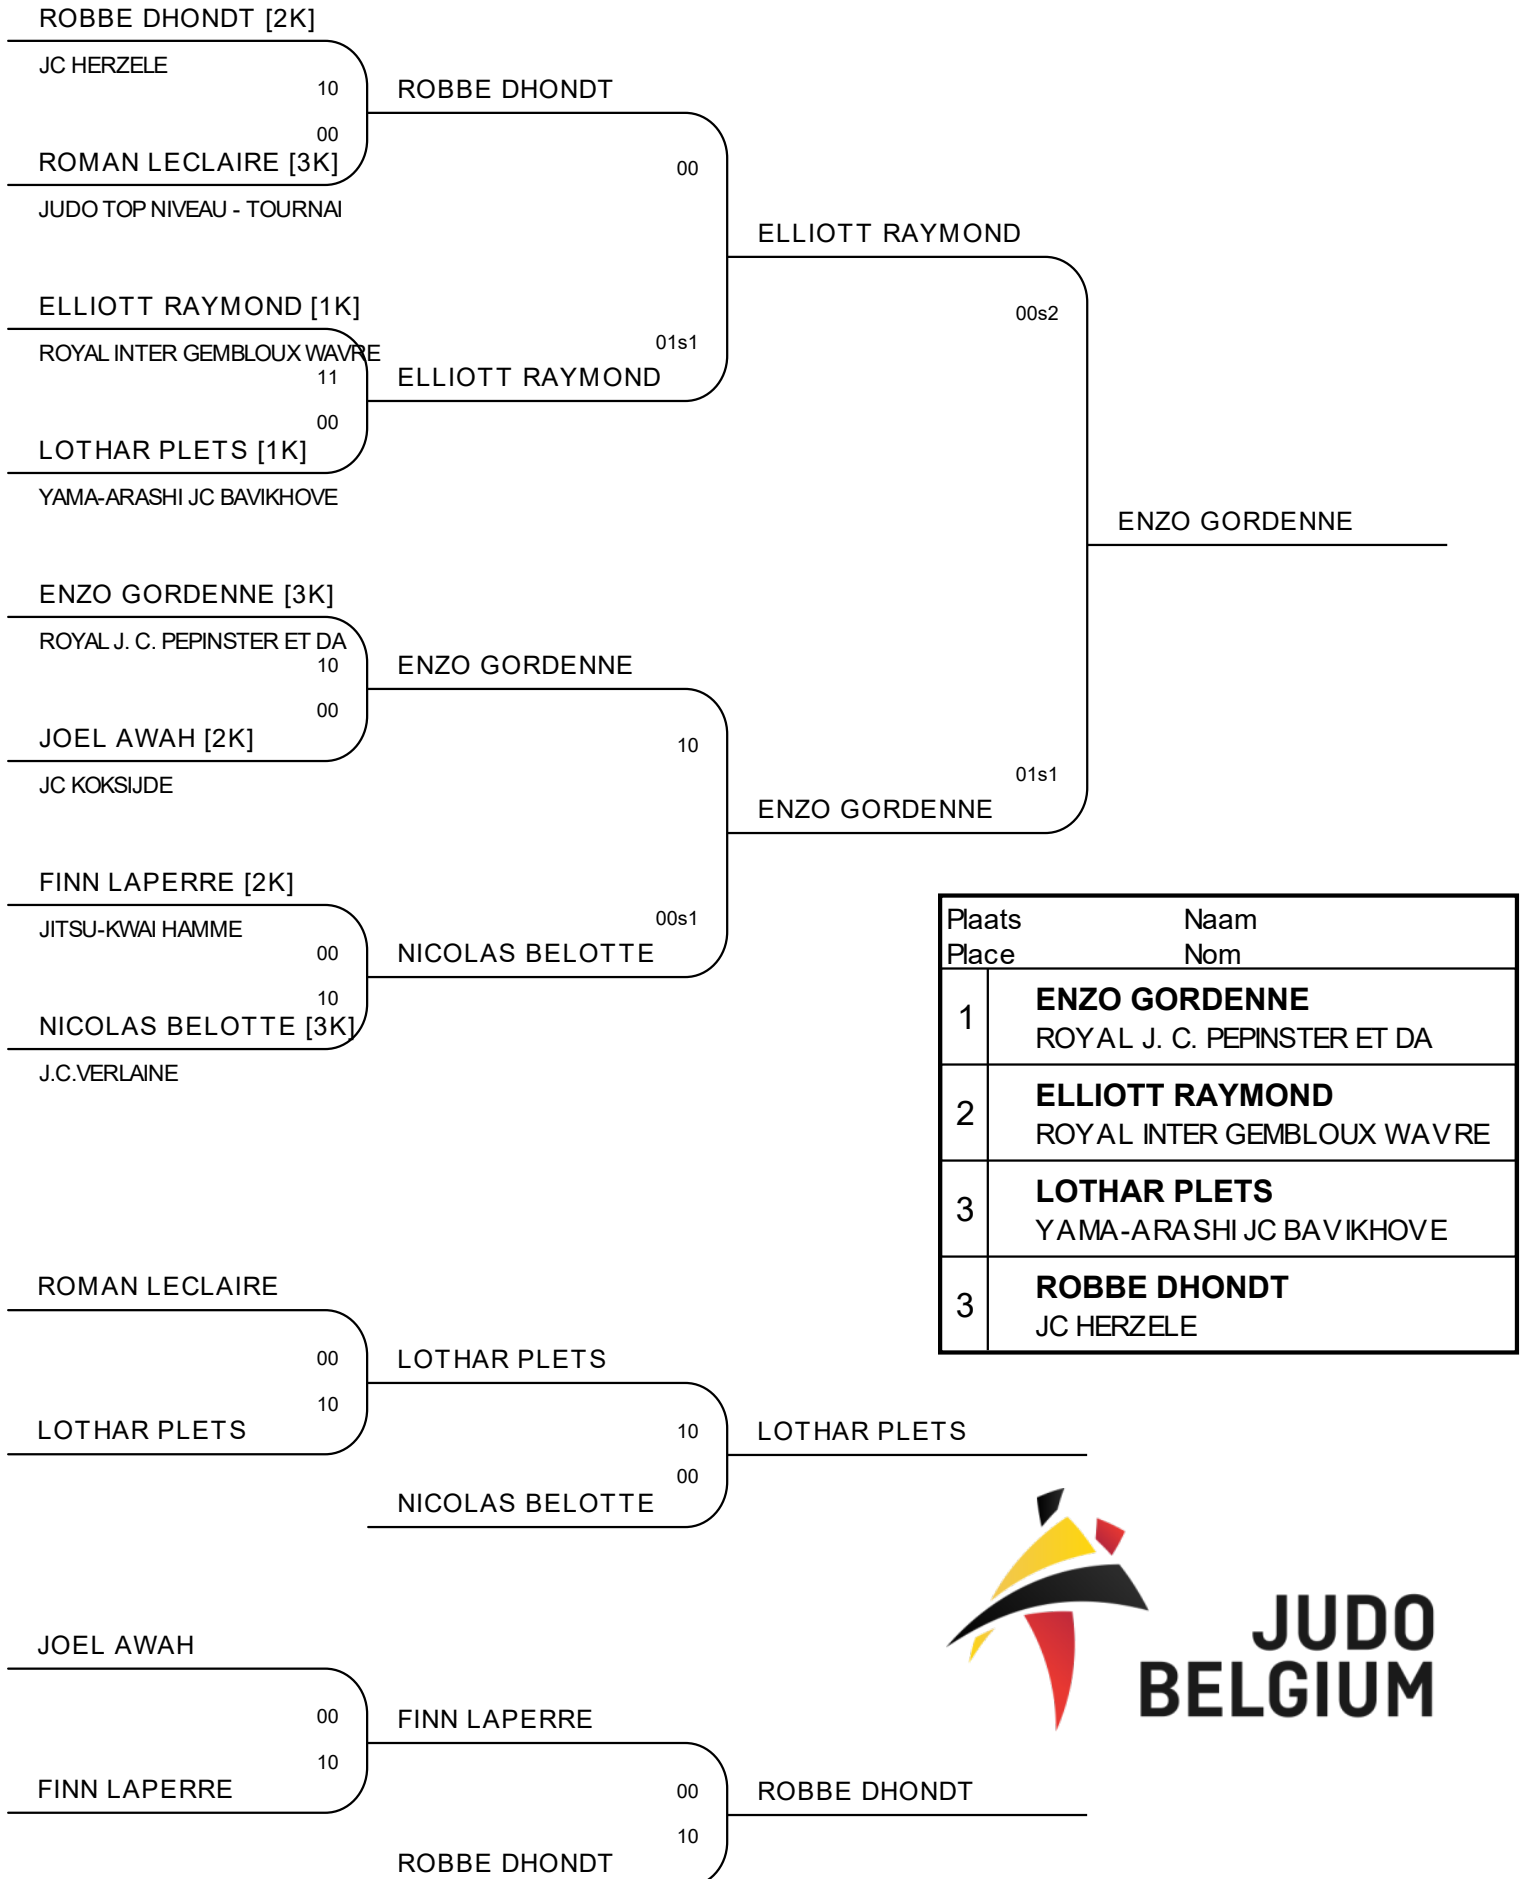 ROBBE DHONDT [2K]
JC HERZELE
10
ROBBE DHONDT
00
ROMAN LECLAIRE [3K]
00
JUDO TOP NIVEAU - TOURNAI
ELLIOTT RAYMOND
ELLIOTT RAYMOND [1K]
00s2
ROYAL INTER GEMBLOUX WAVRE
01s1
11
ELLIOTT RAYMOND
00
LOTHAR PLETS [1K]
YAMA-ARASHI JC BAVIKHOVE
ENZO GORDENNE
ENZO GORDENNE [3K]
ROYAL J. C. PEPINSTER ET DA
10
ENZO GORDENNE
00
JOEL AWAH [2K]
10
JC KOKSIJDE
01s1
ENZO GORDENNE
FINN LAPERRE [2K]
JITSU-KWAI HAMME
00s1
00
NICOLAS BELOTTE
10
NICOLAS BELOTTE [3K]
J.C.VERLAINE
Plaats Naam
Place Nom
1 ENZO GORDENNE
ROYAL J. C. PEPINSTER ET DA
2 ELLIOTT RAYMOND
ROYAL INTER GEMBLOUX WAVRE
3 LOTHAR PLETS
YAMA-ARASHI JC BAVIKHOVE
3 ROBBE DHONDT
JC HERZELE
ROMAN LECLAIRE
00
LOTHAR PLETS
10
LOTHAR PLETS
10
LOTHAR PLETS
00
NICOLAS BELOTTE
JOEL AWAH
00
FINN LAPERRE
10
FINN LAPERRE
00
ROBBE DHONDT
10
ROBBE DHONDT
JUDO
BELGIUM